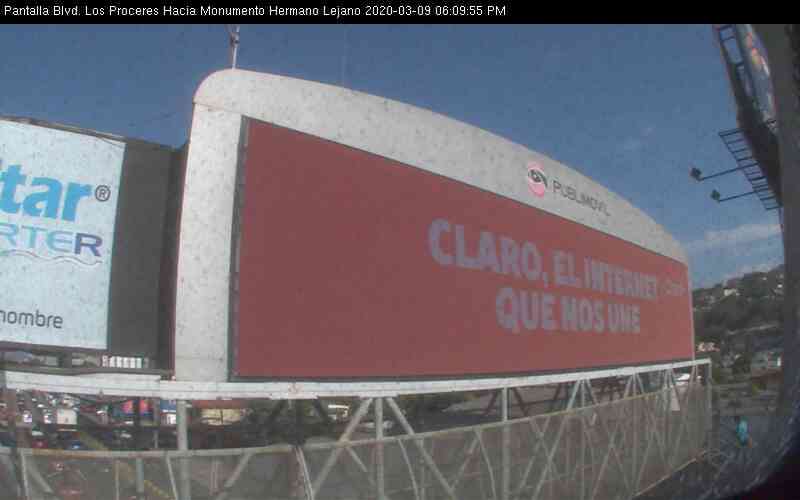 Pantalla Blvd. Los Proceres Hacia Monumento Hermano Lejano 2020-03-09 06:09:55 PM
PUBLIMOVIL
tar®
RTER
nombre
CLARO, EL INTERNET
QUE NOS UNE